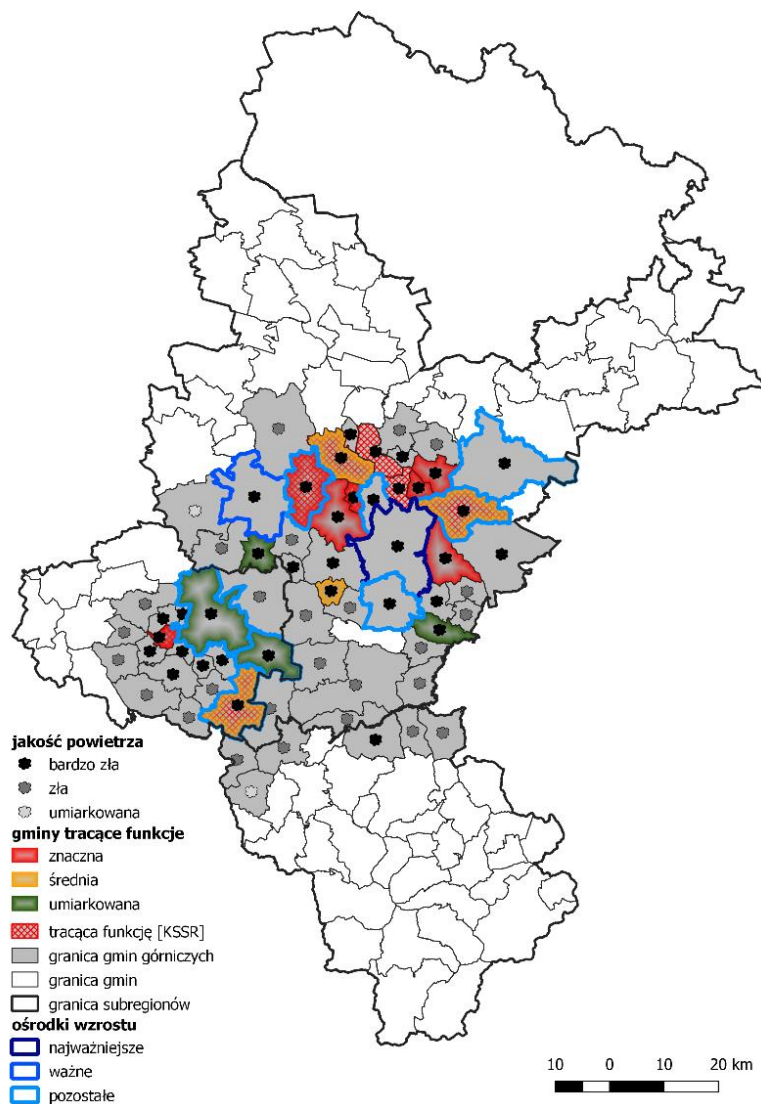 jakość powietrza
bardzo zła
zła
umiarkowana
gminy tracące funkcje
znaczna
średnia
umiarkowana
tracąca funkcję [KSSR]
granica gmin górniczych
granica gmin
granica subregionów
ośrodki wzrostu
najważniejsze
ważne
pozostałe
10 0 10 20 km